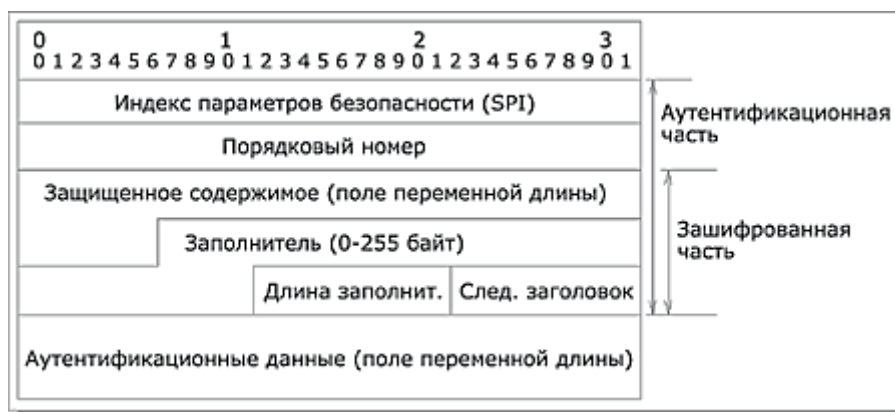 0 1 2 3
0 1 2 3 4 5 6 7 8 9 0 1 2 3 4 5 6 7 8 9 0 1 2 3 4 5 6 7 8 9 0 1
Индекс параметров безопасности (SPI)
Порядковый номер
Защищенное содержимое (поле переменной длины)
Заполнитель (0-255 байт)
Длина заполнит. След. заголовок
Аутентификационные данные (поле переменной длины)
Аутентификационная
часть
Зашифрованная
часть